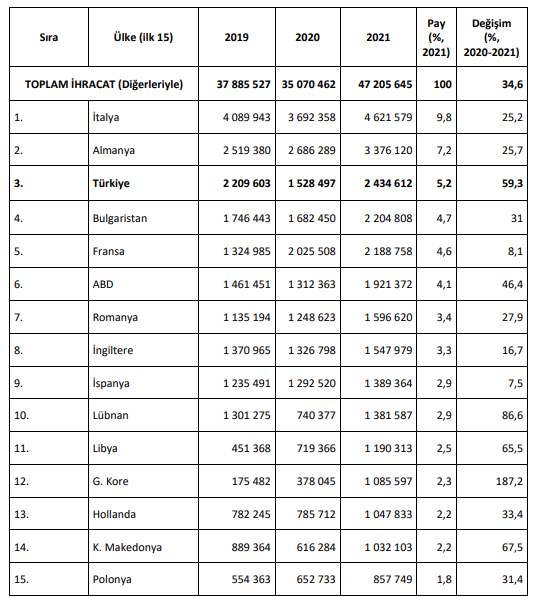 Sıra Ülke (ilk 15) 2019 2020 2021 Pay (%, 2021) Değişim (%, 2020-2021)
TOPLAM İHRACAT (Diğerleriyle) 37 885 527 35 070 462 47 205 645 100 34,6
1. İtalya 4 089 943 3 692 358 4 621 579 9,8 25,2
2. Almanya 2 519 380 2 686 289 3 376 120 7,2 25,7
3. Türkiye 2 209 603 1 528 497 2 434 612 5,2 59,3
4. Bulgaristan 1 746 443 1 682 450 2 204 808 4,7 31
5. Fransa 1 324 985 2 025 508 2 188 758 4,6 8,1
6. ABD 1 461 451 1 312 363 1 921 372 4,1 46,4
7. Romanya 1 135 194 1 248 623 1 596 620 3,4 27,9
8. İngiltere 1 370 965 1 326 798 1 547 979 3,3 16,7
9. İspanya 1 235 491 1 292 520 1 389 364 2,9 7,5
10. Lübnan 1 301 275 740 377 1 381 587 2,9 86,6
11. Libya 451 368 719 366 1 190 313 2,5 65,5
12. G. Kore 175 482 378 045 1 085 597 2,3 187,2
13. Hollanda 782 245 785 712 1 047 833 2,2 33,4
14. K. Makedonya 889 364 616 284 1 032 103 2,2 67,5
15. Polonya 554 363 652 733 857 749 1,8 31,4